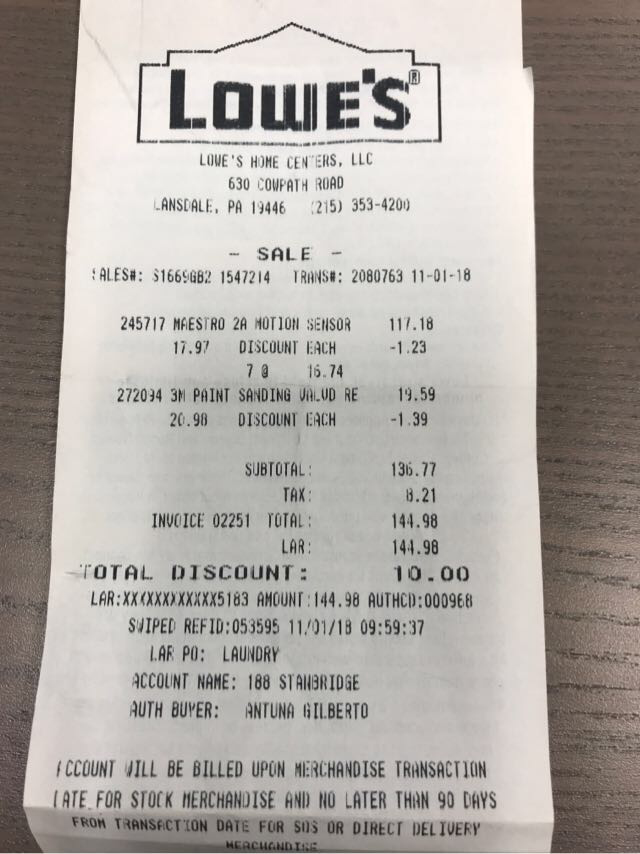 LOWE'S®
LOWE'S HOME CENTERS, LLC
630 COWPATH ROAD
LANSDALE, PA 19446 (215) 353-4200
- SALE -
SALES#: S1669GB2 1547214 TRANS#: 2080763 11-01-18
245717 MAESTRO 2A MOTION SENSOR 117.18
17.97 DISCOUNT EACH -1.23
7 @ 16.74
272094 3M PAINT SANDING VALVD RE 19.59
20.98 DISCOUNT EACH -1.39
SUBTOTAL: 136.77
TAX: 8.21
INVOICE 02251 TOTAL: 144.98
LAR: 144.98
TOTAL DISCOUNT: 10.00
LAR:XXXXXXXXXXXX5183 AMOUNT:144.98 AUTHCD:000968
SWIPED REFID:053595 11/01/18 09:59:37
LAR PO: LAUNDRY
ACCOUNT NAME: 188 STANBRIDGE
AUTH BUYER: ANTUNA GILBERTO
ACCOUNT WILL BE BILLED UPON MERCHANDISE TRANSACTION
DATE FOR STOCK MERCHANDISE AND NO LATER THAN 90 DAYS
FROM TRANSACTION DATE FOR SOS OR DIRECT DELIVERY
MERCHANDISE